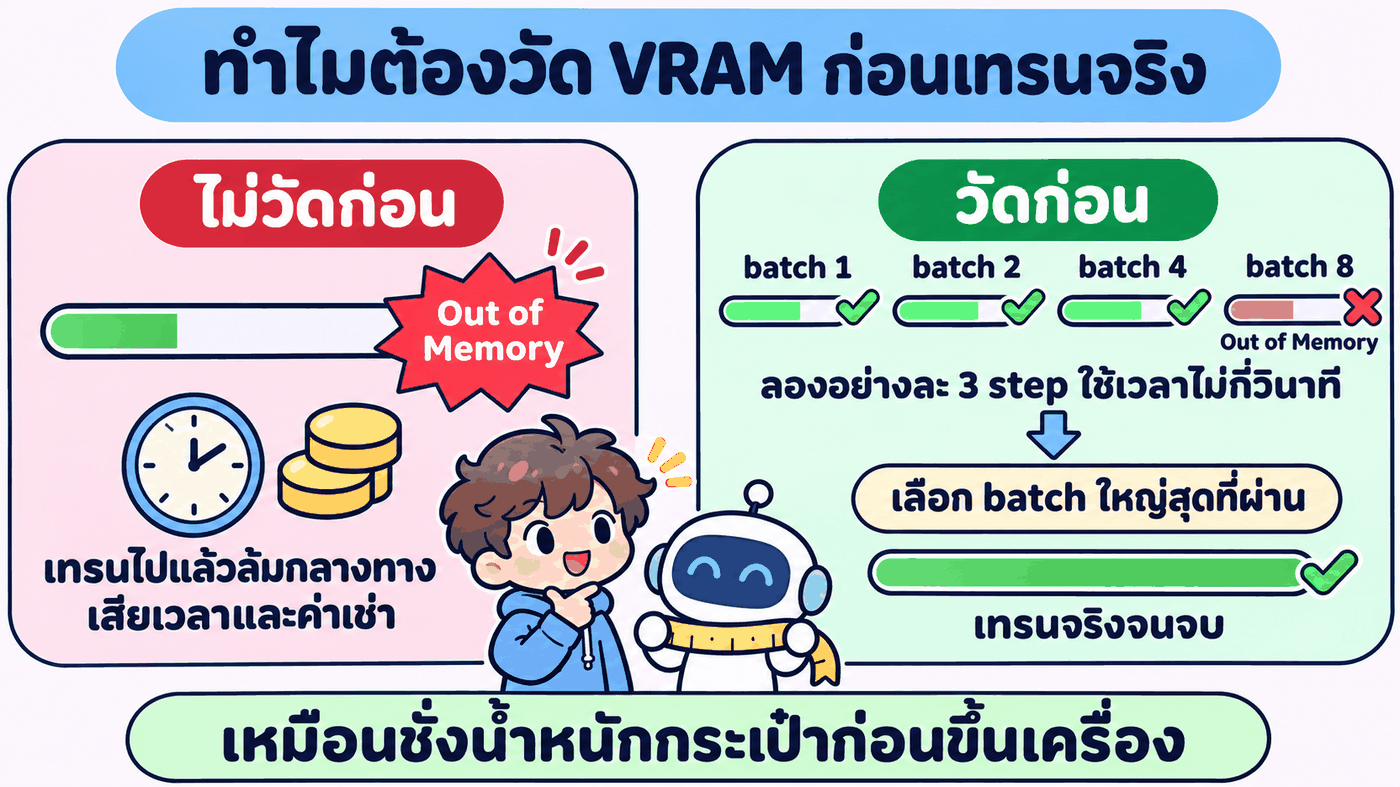 ทำไมต้องวัด VRAM ก่อนเทรนจริง
ไม่วัดก่อน
Out of
Memory
เทรนไปแล้วล้มกลางทาง
เสียเวลาและค่าเช่า
วัดก่อน
batch 1
batch 2
batch 4
batch 8
Out of Memory
ลองอย่างละ 3 step ใช้เวลาไม่กี่วินาที
เลือก batch ใหญ่สุดที่ผ่าน
เทรนจริงจนจบ
เหมือนชั่งน้ำหนักกระเป๋าก่อนขึ้นเครื่อง